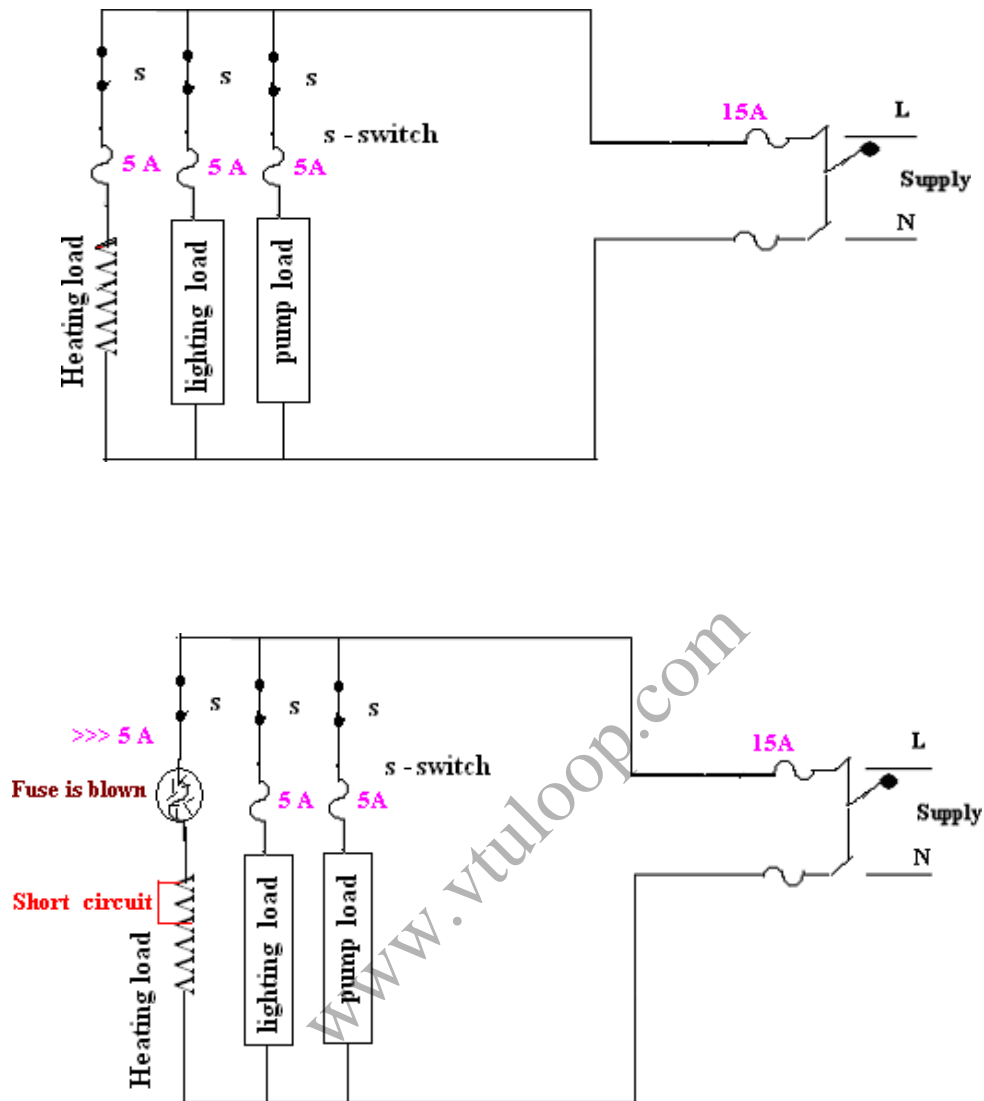 s s s
s - switch
5 A 5 A 5A
Heating load
lighting load
pump load
15A
L
Supply
N
s s s
>>> 5 A
s - switch
Fuse is blown
5 A 5A
Short circuit
Heating load
lighting load
pump load
15A
L
Supply
N
www.vtuloop.com